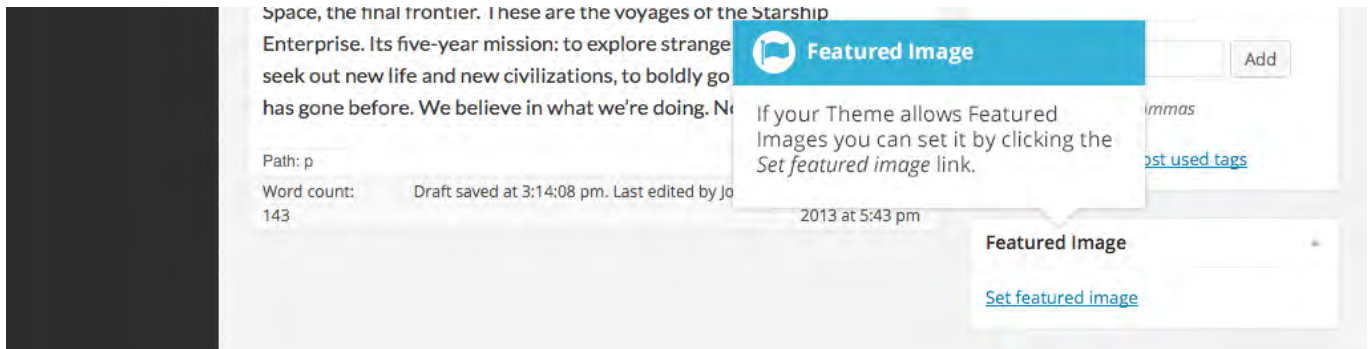 Space, the final frontier. These are the voyages of the Starship
Enterprise. Its five-year mission: to explore strange
seek out new life and new civilizations, to boldly go
has gone before. We believe in what we're doing.
Path: p
Word count:
143
Draft saved at 3:14:08 pm. Last edited by
2013 at 5:43 pm
Featured Image
If your Theme allows Featured
Images you can set it by clicking the
Set featured image link.
Add
used tags
Featured Image
Set featured image